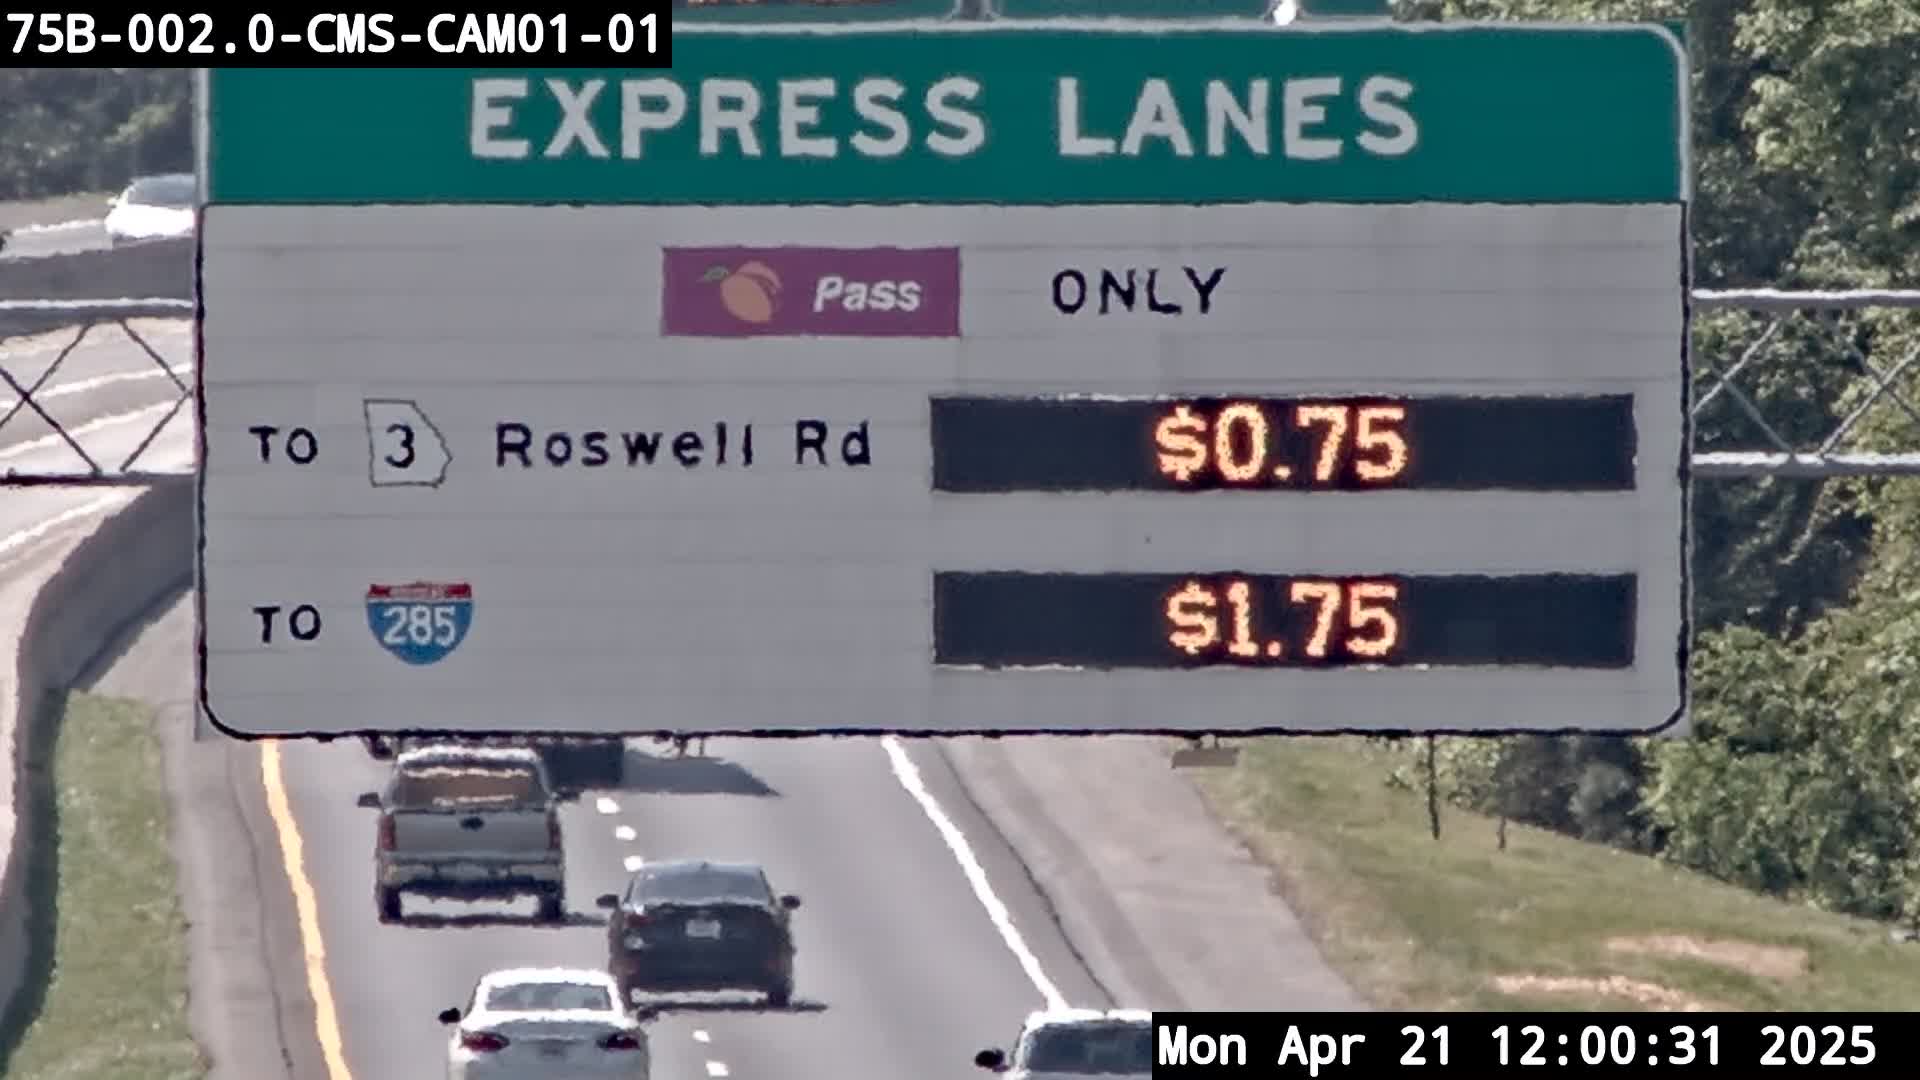 75B-002.0-CMS-CAM01-01
EXPRESS LANES
Pass ONLY
TO 3 Roswell Rd $0.75
TO 285 $1.75
Mon Apr 21 12:00:31 2025